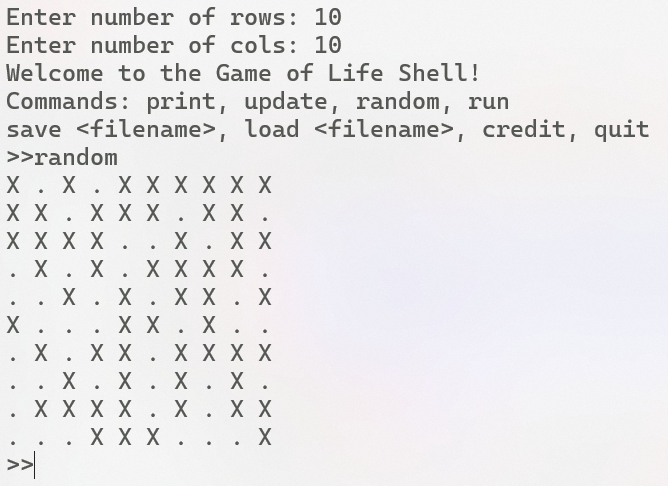 Enter number of rows: 10
Enter number of cols: 10
Welcome to the Game of Life Shell!
Commands: print, update, random, run
save <filename>, load <filename>, credit, quit
>>random
X . X . X X X X X X
X X . X X X . X X .
X X X X . . X . X X
. X . X . X X X X .
. . X . X . X X . X
X . . . X X . X . .
. X . X X . X X X X
. . X . X . X . X .
. X X X X . X . X X
. . . X X X . . . X
>>